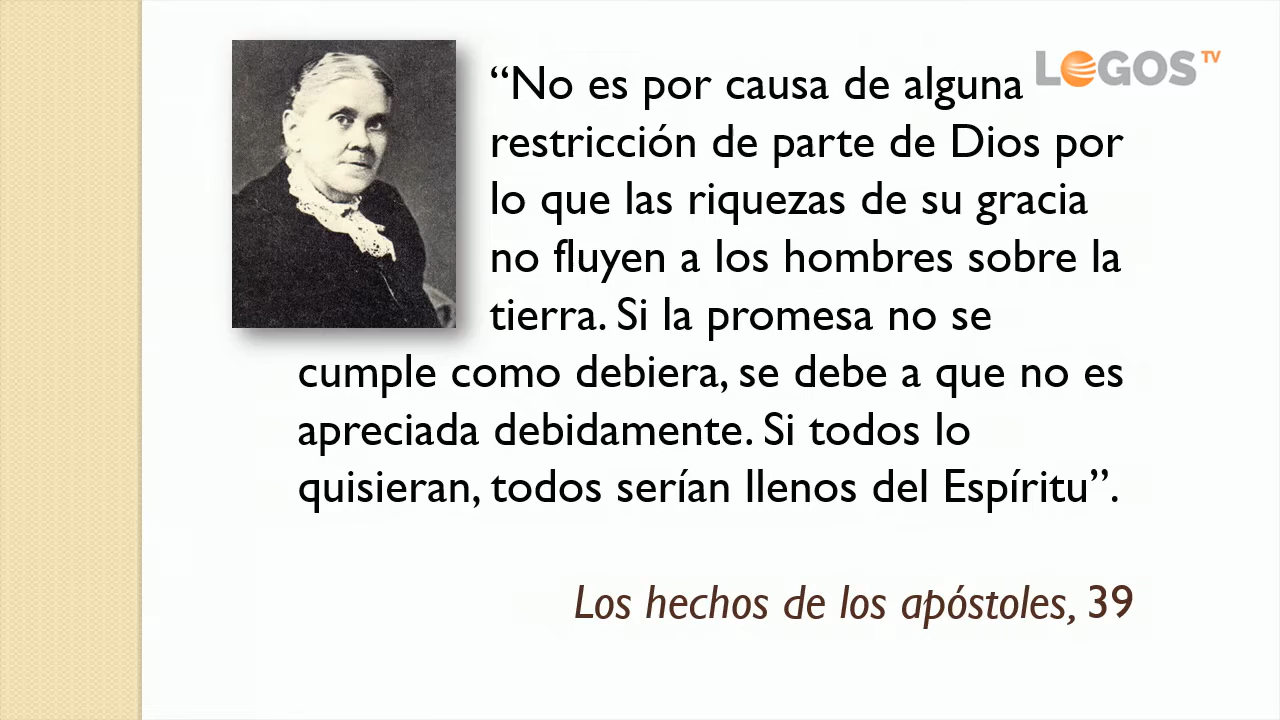 LOGOS TV
“No es por causa de alguna
restricción de parte de Dios por
lo que las riquezas de su gracia
no fluyen a los hombres sobre la
tierra. Si la promesa no se
cumple como debiera, se debe a que no es
apreciada debidamente. Si todos lo
quisieran, todos serían llenos del Espíritu”.
Los hechos de los apóstoles, 39